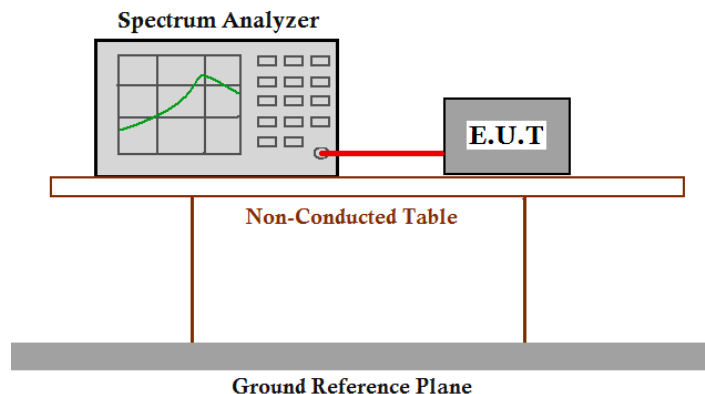 Spectrum Analyzer
E.U.T
Non-Conducted Table
Ground Reference Plane